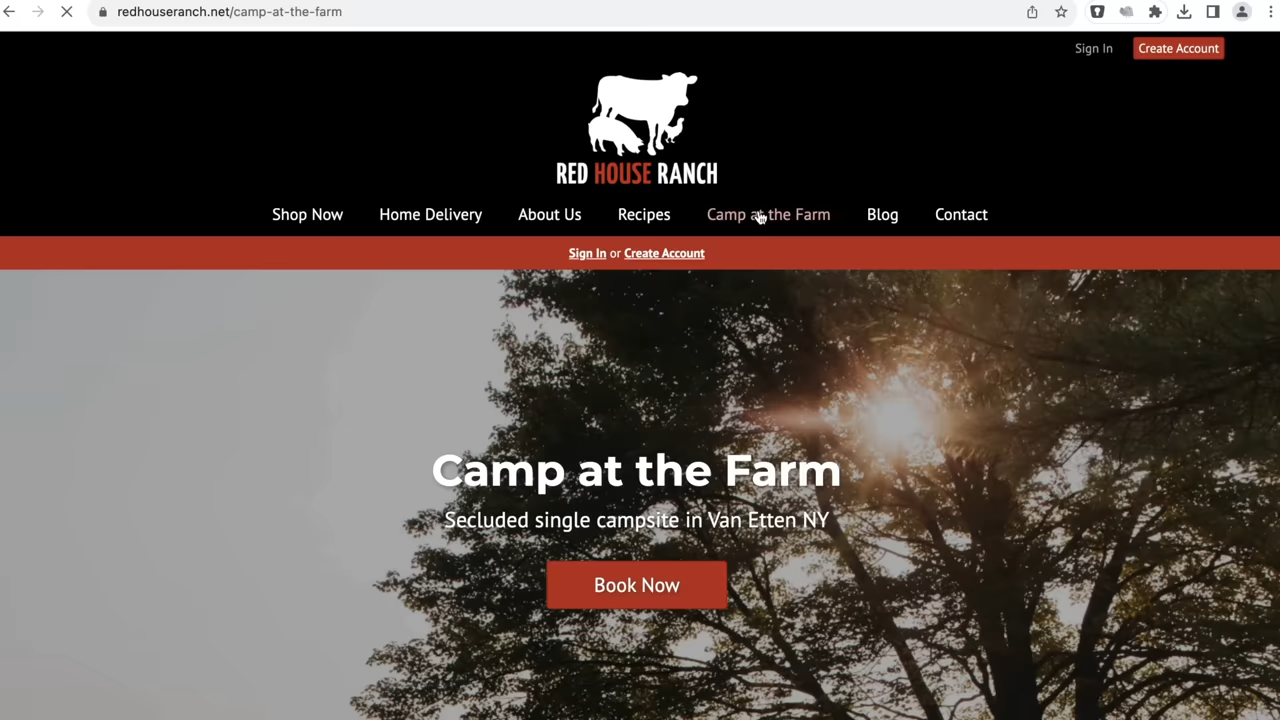 redhouseranch.net/camp-at-the-farm
Sign In
Create Account
RED HOUSE RANCH
Shop Now
Home Delivery
About Us
Recipes
Camp at the Farm
Blog
Contact
Sign In or Create Account
Camp at the Farm
Secluded single campsite in Van Etten NY
Book Now